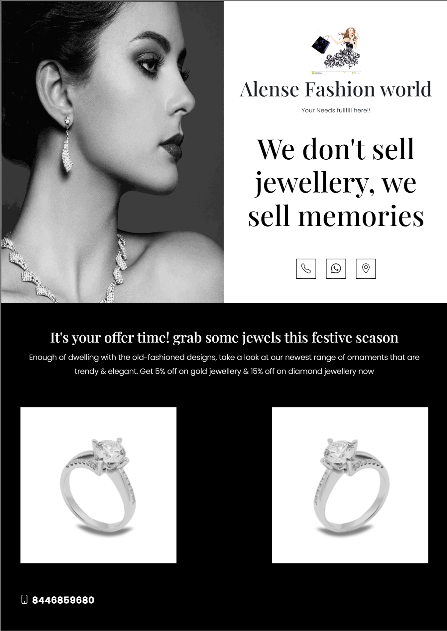 Alense Fashion world
Your Needs fulfill here!!
We don't sell
jewellery, we
sell memories
It's your offer time! grab some jewels this festive season
Enough of dwelling with the old-fashioned designs, take a look at our newest range of ornaments that are
trendy & elegant. Get 5% off on gold jewellery & 15% off on diamond jewellery now
8446859680